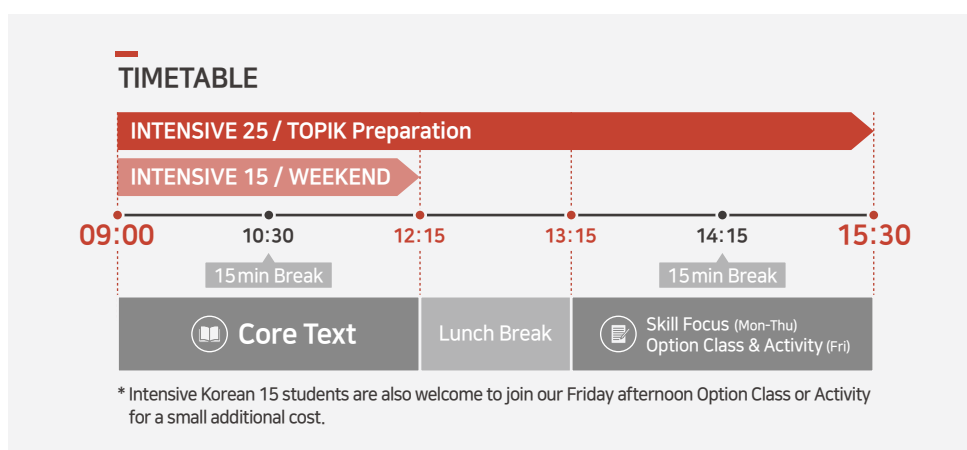 TIMETABLE
INTENSIVE 25 / TOPIK Preparation
INTENSIVE 15 / WEEKEND
09:00 10:30 12:15 13:15 14:15 15:30
15 min Break 15 min Break
Core Text
Lunch Break
Skill Focus (Mon-Thu)
Option Class & Activity (Fri)
* Intensive Korean 15 students are also welcome to join our Friday afternoon Option Class or Activity
for a small additional cost.